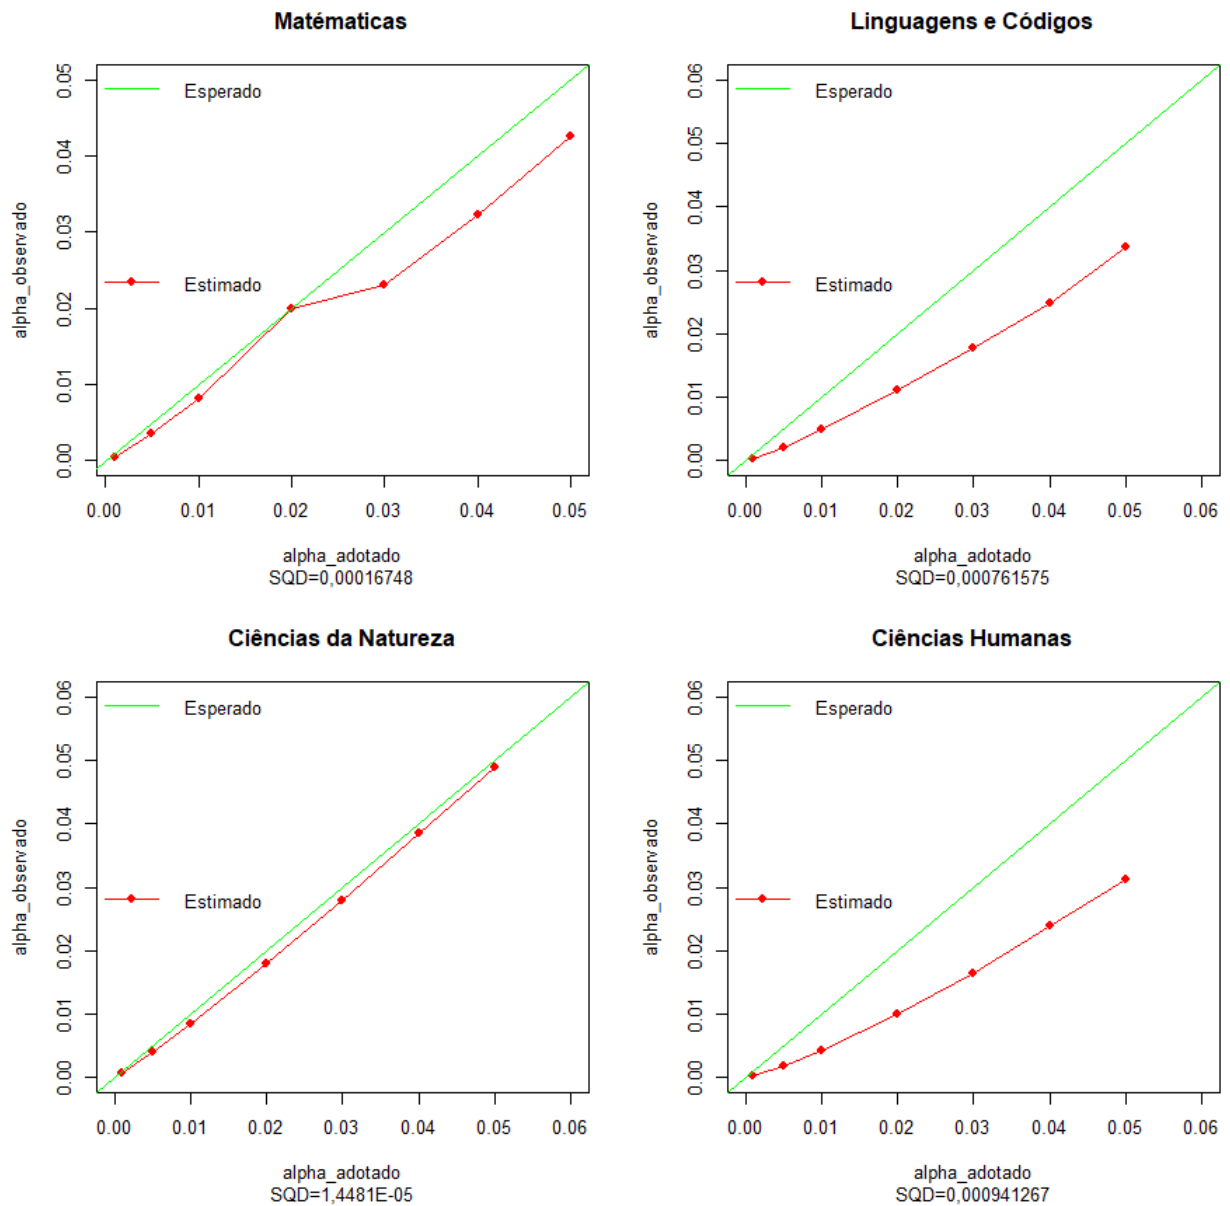 Matématicas
0.05
0.04
0.03
0.02
0.01
0.00
alpha_observado
Esperado
Estimado
0.00 0.01 0.02 0.03 0.04 0.05
alpha_adotado
SQD=0,00016748
Linguagens e Códigos
0.06
0.05
0.04
0.03
0.02
0.01
0.00
alpha_observado
Esperado
Estimado
0.00 0.01 0.02 0.03 0.04 0.05 0.06
alpha_adotado
SQD=0,000761575
Ciências da Natureza
0.06
0.05
0.04
0.03
0.02
0.01
0.00
alpha_observado
Esperado
Estimado
0.00 0.01 0.02 0.03 0.04 0.05 0.06
alpha_adotado
SQD=1,4481E-05
Ciências Humanas
0.06
0.05
0.04
0.03
0.02
0.01
0.00
alpha_observado
Esperado
Estimado
0.00 0.01 0.02 0.03 0.04 0.05 0.06
alpha_adotado
SQD=0,000941267